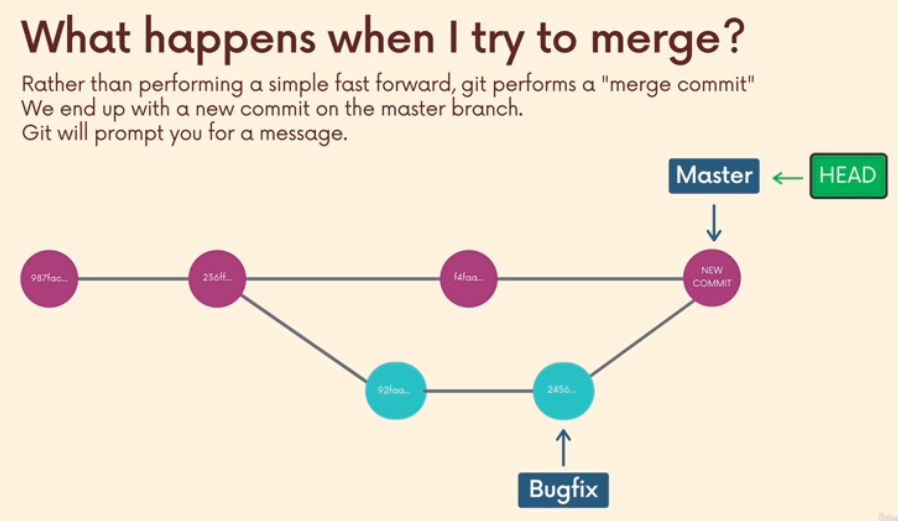 What happens when I try to merge?
Rather than performing a simple fast forward, git performs a "merge commit"
We end up with a new commit on the master branch.
Git will prompt you for a message.
Master
HEAD
987fac...
236ff...
f4faa...
NEW
COMMIT
92faa...
2456...
Bugfix